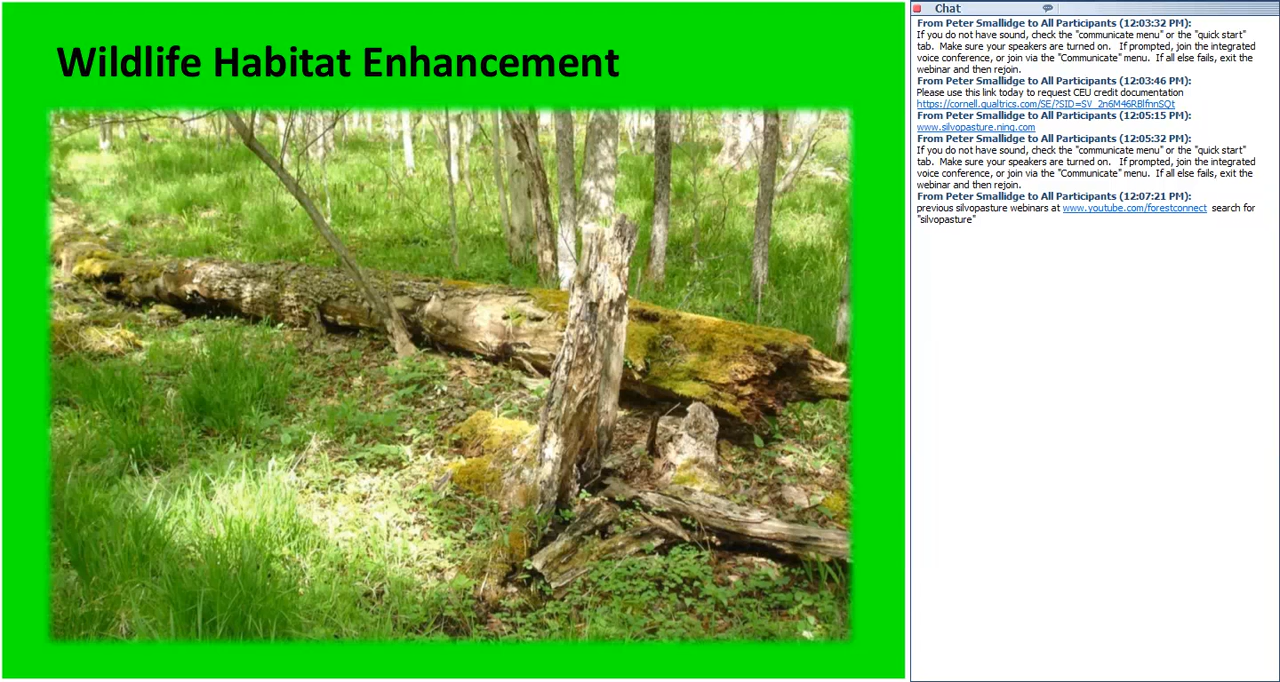 Wildlife Habitat Enhancement
Chat
From Peter Smallidge to All Participants (12:03:32 PM):
If you do not have sound, check the "communicate menu" or the "quick start"
tab.  Make sure your speakers are turned on.   If prompted, join the integrated
voice conference, or join via the "Communicate" menu.  If all else fails, exit the
webinar and then rejoin.
From Peter Smallidge to All Participants (12:03:46 PM):
Please use this link today to request CEU credit documentation
https://cornell.qualtrics.com/SE/?SID=SV_2n6M46RBlfnnSQt
From Peter Smallidge to All Participants (12:05:15 PM):
www.silvopasture.ning.com
From Peter Smallidge to All Participants (12:05:32 PM):
If you do not have sound, check the "communicate menu" or the "quick start"
tab.  Make sure your speakers are turned on.   If prompted, join the integrated
voice conference, or join via the "Communicate" menu.  If all else fails, exit the
webinar and then rejoin.
From Peter Smallidge to All Participants (12:07:21 PM):
previous silvopasture webinars at www.youtube.com/forestconnect  search for
"silvopasture"